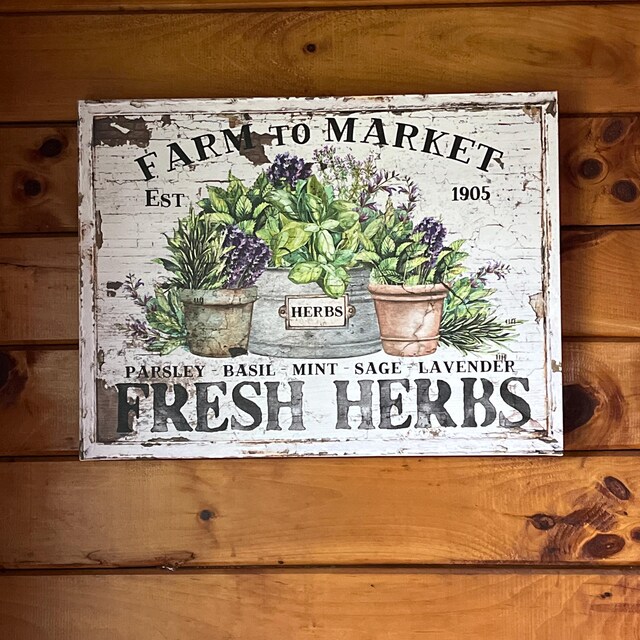 FARM TO MARKET
EST 1905
HERBS
PARSLEY - BASIL - MINT - SAGE - LAVENDER
FRESH HERBS